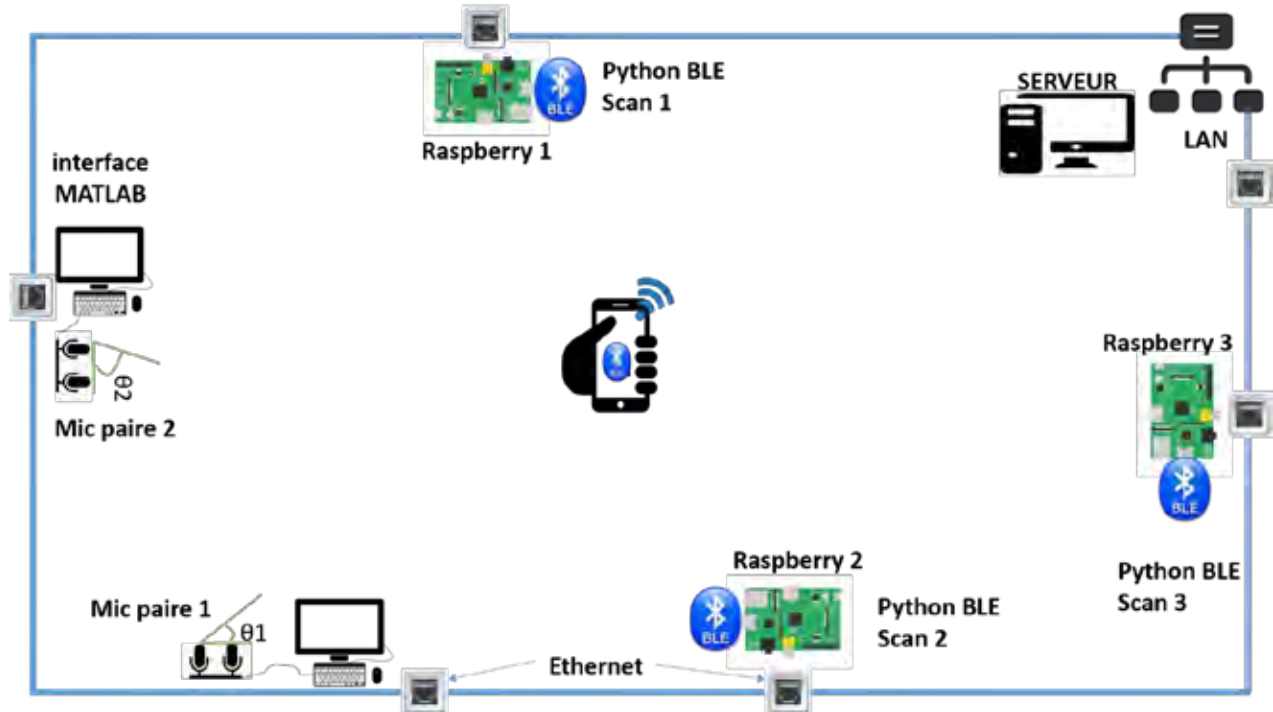 Python BLE
Scan 1
BLE
Raspberry 1
SERVEUR
LAN
interface
MATLAB
θ2
Mic paire 2
Raspberry 3
BLE
Python BLE
Scan 3
Raspberry 2
BLE
Python BLE
Scan 2
Mic paire 1
θ1
Ethernet